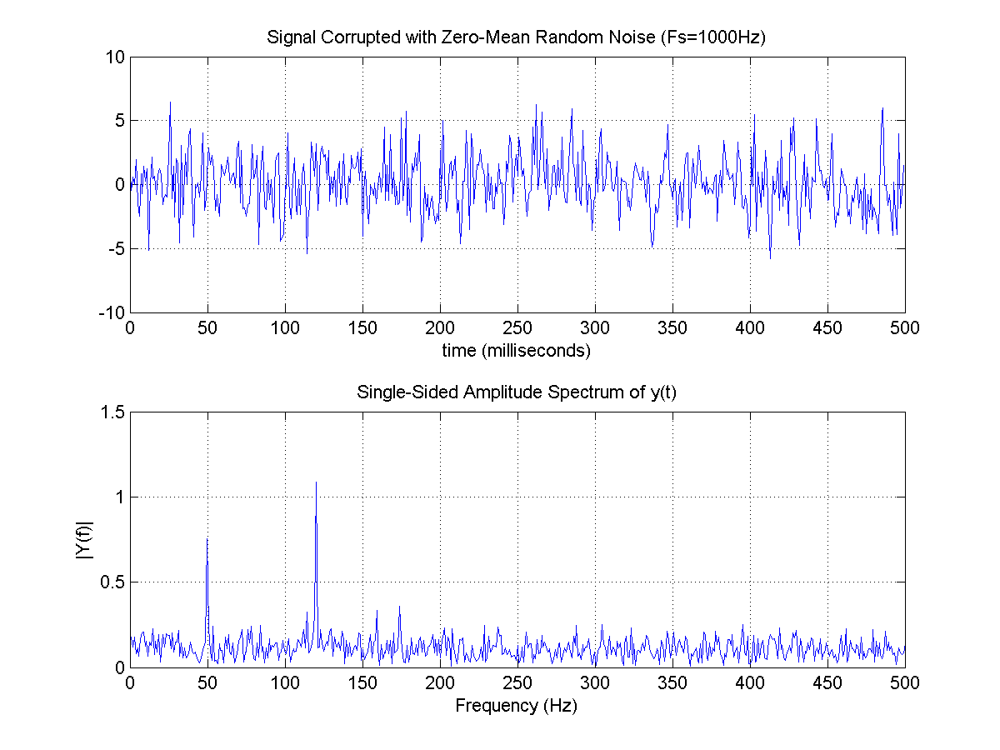 Signal Corrupted with Zero-Mean Random Noise (Fs=1000Hz)
10
5
0
-5
-10
0 50 100 150 200 250 300 350 400 450 500
time (milliseconds)
Single-Sided Amplitude Spectrum of y(t)
1.5
1
0.5
0
|Y(f)|
0 50 100 150 200 250 300 350 400 450 500
Frequency (Hz)